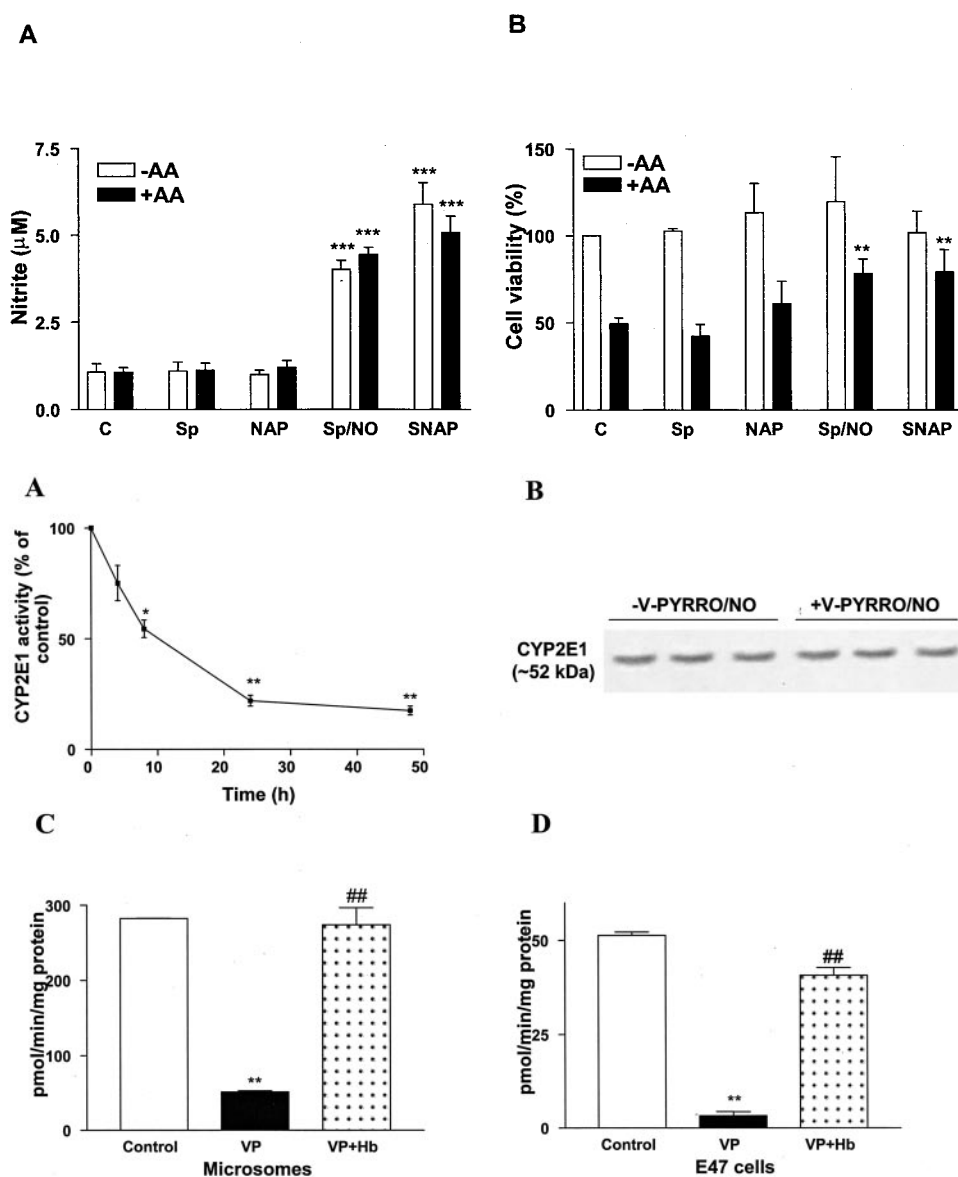 A
Nitrite (μM)
7.5
5.0
2.5
0.0
-AA
+AA
***
***
***
***
C Sp NAP Sp/NO SNAP
B
Cell viability (%)
150
100
50
0
-AA
+AA
**
**
C Sp NAP Sp/NO SNAP
A
CYP2E1 activity (% of
control)
100
50
0
*
**
**
0 10 20 30 40 50
Time (h)
B
-V-PYRRO/NO +V-PYRRO/NO
CYP2E1
(~52 kDa)
C
pmol/min/mg protein
300
200
100
0
**
##
Control VP VP+Hb
Microsomes
D
pmol/min/mg protein
50
25
0
**
##
Control VP VP+Hb
E47 cells